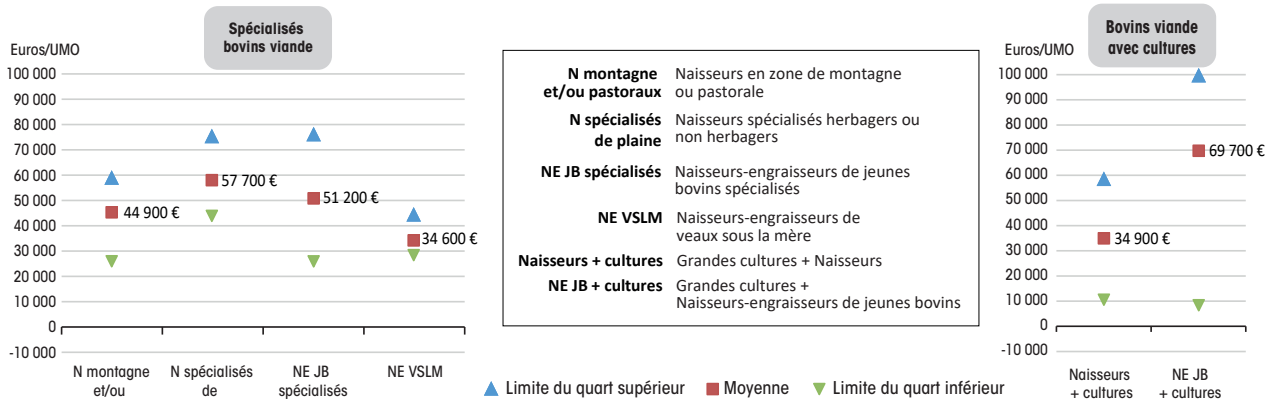 Spécialisés
bovins viande
Euros/UMO
100 000
90 000
80 000
70 000
60 000
50 000
40 000
30 000
20 000
10 000
0
-10 000
44 900 €
57 700 €
51 200 €
34 600 €
N montagne
et/ou
N spécialisés
de
NE JB
spécialisés
NE VSLM
N montagne
et/ou pastoraux
Naisseurs en zone de montagne
ou pastorale
N spécialisés
de plaine
Naisseurs spécialisés herbagers ou
non herbagers
NE JB spécialisés
Naisseurs-engraisseurs de jeunes
bovins spécialisés
NE VSLM
Naisseurs-engraisseurs de
veaux sous la mère
Naisseurs + cultures
Grandes cultures + Naisseurs
NE JB + cultures
Grandes cultures +
Naisseurs-engraisseurs de jeunes bovins
Bovins viande
avec cultures
Euros/UMO
100 000
90 000
80 000
70 000
60 000
50 000
40 000
30 000
20 000
10 000
0
-10 000
34 900 €
69 700 €
Naisseurs
+ cultures
NE JB
+ cultures
Limite du quart supérieur
Moyenne
Limite du quart inférieur